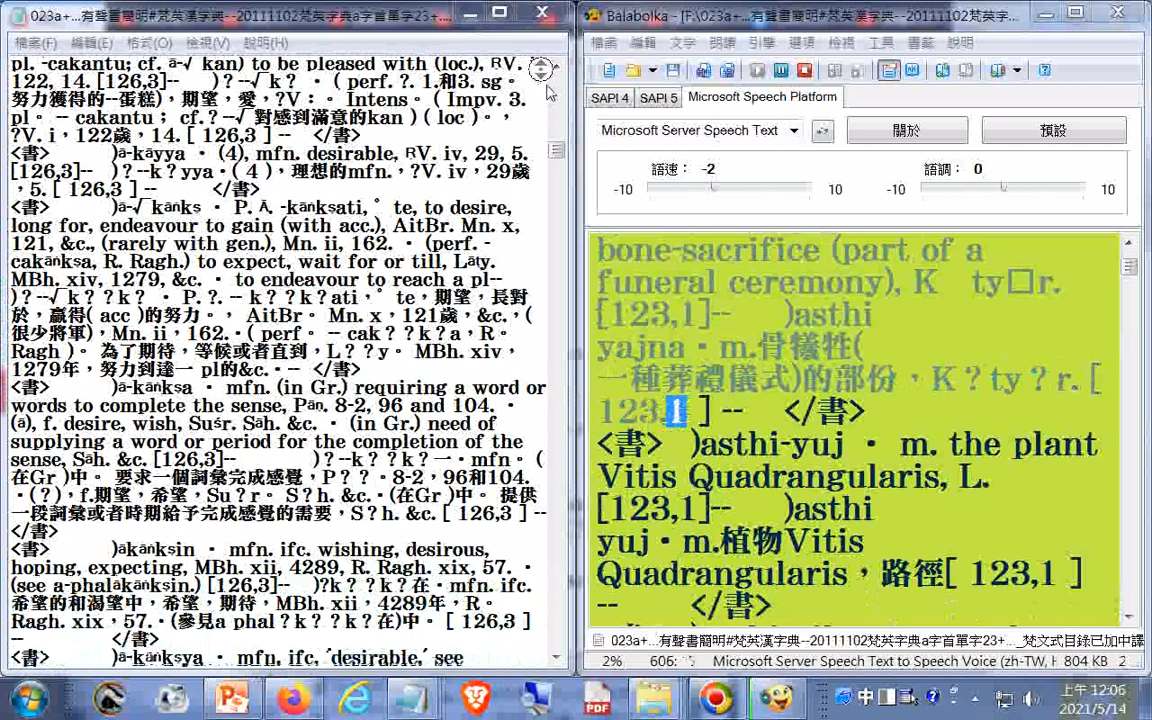 023a+...有聲書簡明#梵英漢字典--20111102梵英字典a字首單字23+...
檔案(F) 編輯(E) 格式(O) 檢視(V) 說明(H)
pl. -cakantu; cf. ā-√ kan) to be pleased with (loc.), ṚV. i,
122, 14. [126,3]-- )?--√ k? ‧ ( perf. ?. 1.和3. sg。
努力獲得的--蛋糕)，期望，愛，?V：。 Intens。 ( Impv. 3.
pl。 -- cakantu； cf.?--√對感到滿意的kan ) ( loc )。，
?V. i，122歲，14. [ 126,3 ] -- </書>
<書> )ā-kāyya ‧ (4), mfn. desirable, ṚV. iv, 29, 5.
[126,3]-- )?--k?yya‧( 4 )，理想的mfn.，?V. iv，29歲
，5. [ 126,3 ] -- </書>
<書> )ā-√ kāṅkṣ ‧ P. Ā. -kāṅkṣati, ° te, to desire,
long for, endeavour to gain (with acc.), AitBr. Mn. x,
121, &c., (rarely with gen.), Mn. ii, 162. ‧ (perf. -
cakāṅkṣa, R. Ragh.) to expect, wait for or till, Lāṭy.
MBh. xiv, 1279, &c. ‧ to endeavour to reach a pl--
)?--√ k??k? ‧ P. ?. -- k??k?ati，° te，期望，長對
於，贏得( acc )的努力。，AitBr。 Mn. x，121歲，&c.，(
很少將軍)，Mn. ii，162.‧( perf。 -- cak??k?a，R。
Ragh )。 為了期待，等候或者直到，L??y。 MBh. xiv，
1279年，努力到達一 pl的&c.‧-- </書>
<書> )ā-kāṅkṣa ‧ mfn. (in Gr.) requiring a word or
words to complete the sense, Pāṇ. 8-2, 96 and 104. ‧
(ā), f. desire, wish, Suśr. Sāh. &c. ‧ (in Gr.) need of
supplying a word or period for the completion of the
sense, Sāh. &c. [126,3]-- )?--k??k?一‧mfn。(
在Gr )中。 要求一個詞彙完成感覺，P??‧8-2，96和104.
‧(?)，f.期望，希望，Su?r。 S?h. &c.‧(在Gr )中。 提供
一段詞彙或者時期給予完成感覺的需要，S?h. &c. [ 126,3 ] --
</書>
<書> )ākāṅkṣin ‧ mfn. ifc. wishing, desirous,
hoping, expecting, MBh. xii, 4289, R. Ragh. xix, 57. ‧
(see a-phalākāṅkṣin.) [126,3]-- )?k??k?在‧mfn. ifc.
希望的和渴望中，希望，期待，MBh. xii，4289年，R。
Ragh. xix，57.‧(參見a phal?k??k?在)中。 [ 126,3 ]
-- </書>
<書> )ā-kāṅkṣya ‧ mfn. ifc. 'desirable,' see
Balabolka - [F:\023a+...有聲書簡明#梵英漢字典--20111102梵英字...
檔案 編輯 文字 朗讀 引擎 選項 檢視 工具 書籤 說明
SAPI 4 SAPI 5 Microsoft Speech Platform
Microsoft Server Speech Text 關於 預設
語速： -2 語調： 0
-10 10 -10 10
bone-sacrifice (part of a
funeral ceremony), K ty□r.
[123,1]-- )asthi
yajna‧m.骨犧牲(
一種葬禮儀式)的部份，K?ty?r. [
123,1 ] -- </書>
<書> )asthi-yuj ‧ m. the plant
Vitis Quadrangularis, L.
[123,1]-- )asthi
yuj‧m.植物Vitis
Quadrangularis，路徑[ 123,1 ]
-- </書>
023a+...有聲書簡明#梵英漢字典--20111102梵英字典a字首單字23+..._梵文式目錄已加中譯
2% 606: Microsoft Server Speech Text to Speech Voice (zh-TW, H 804 KB 2
PDF 中 上午 12:06
2021/5/14